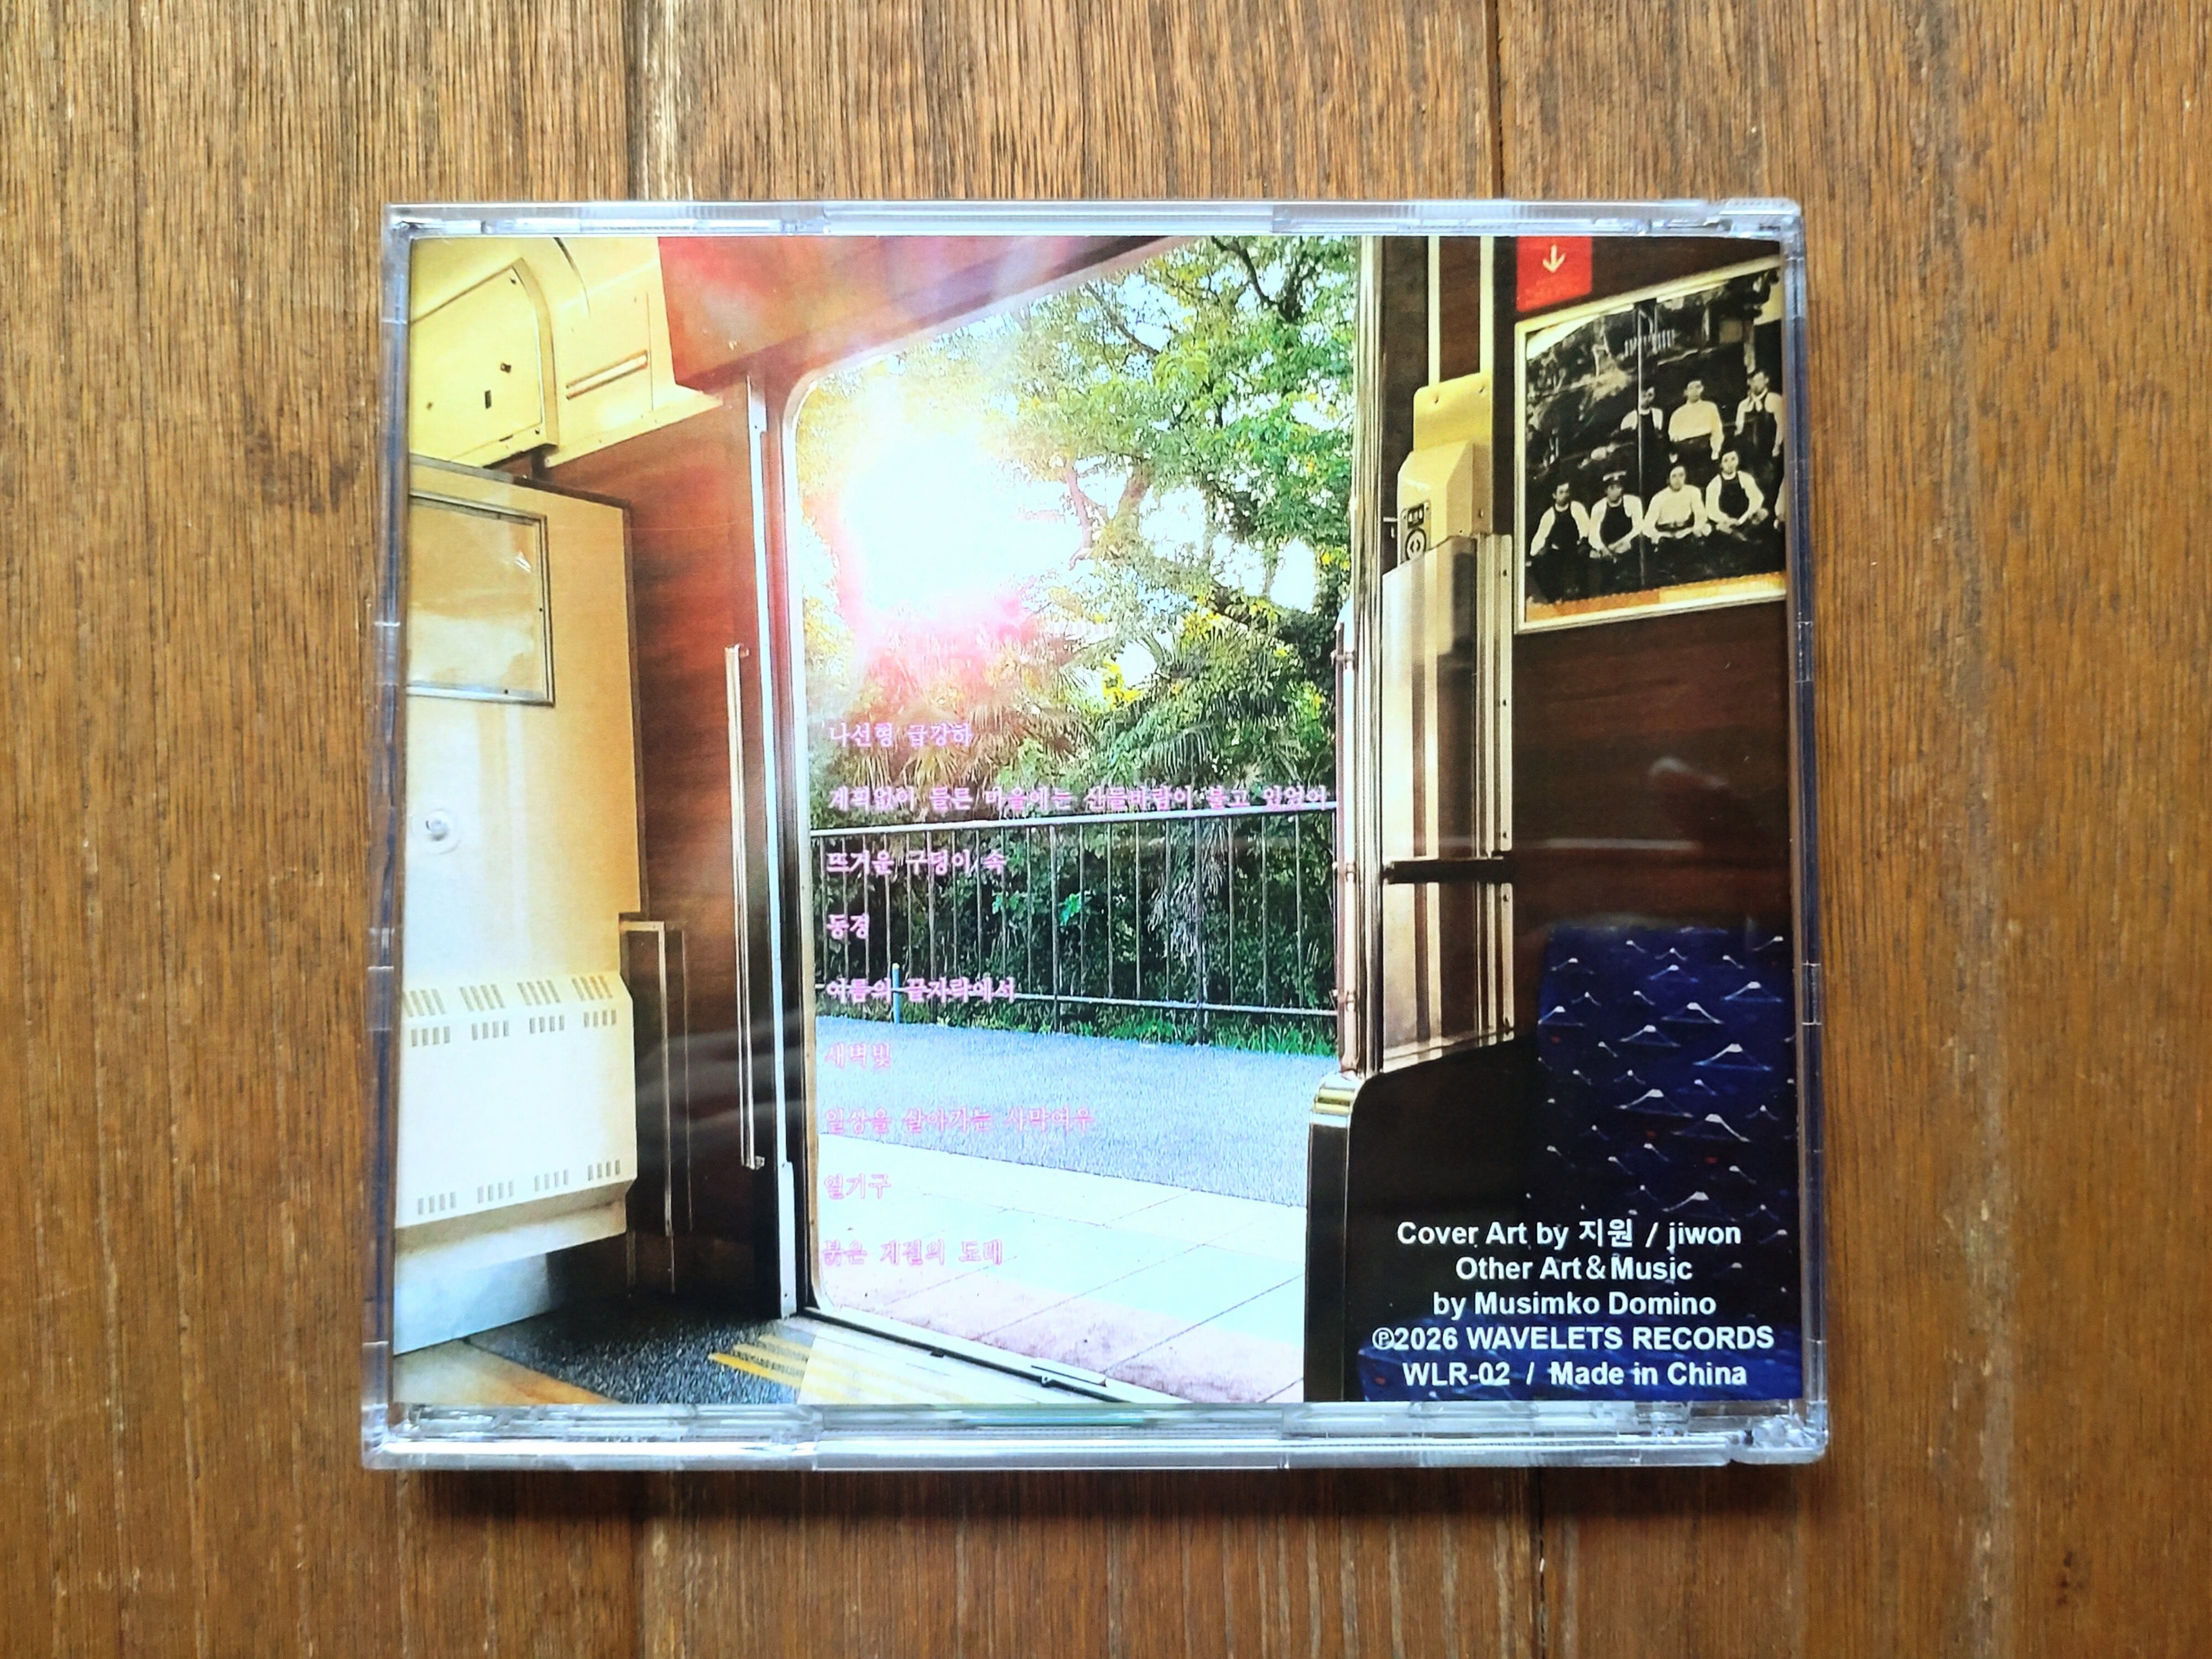 나선형 급강하
계획없이 들른 마을에는 산들바람이 불고 있었어
뜨거운 구덩이 속
동경
여름의 끝자락에서
새벽빛
일상을 살아가는 사막여우
열기구
붉은 계절의 도래
Cover Art by 지원 / jiwon
Other Art&Music
by Musimko Domino
℗2026 WAVELETS RECORDS
WLR-02 / Made in China